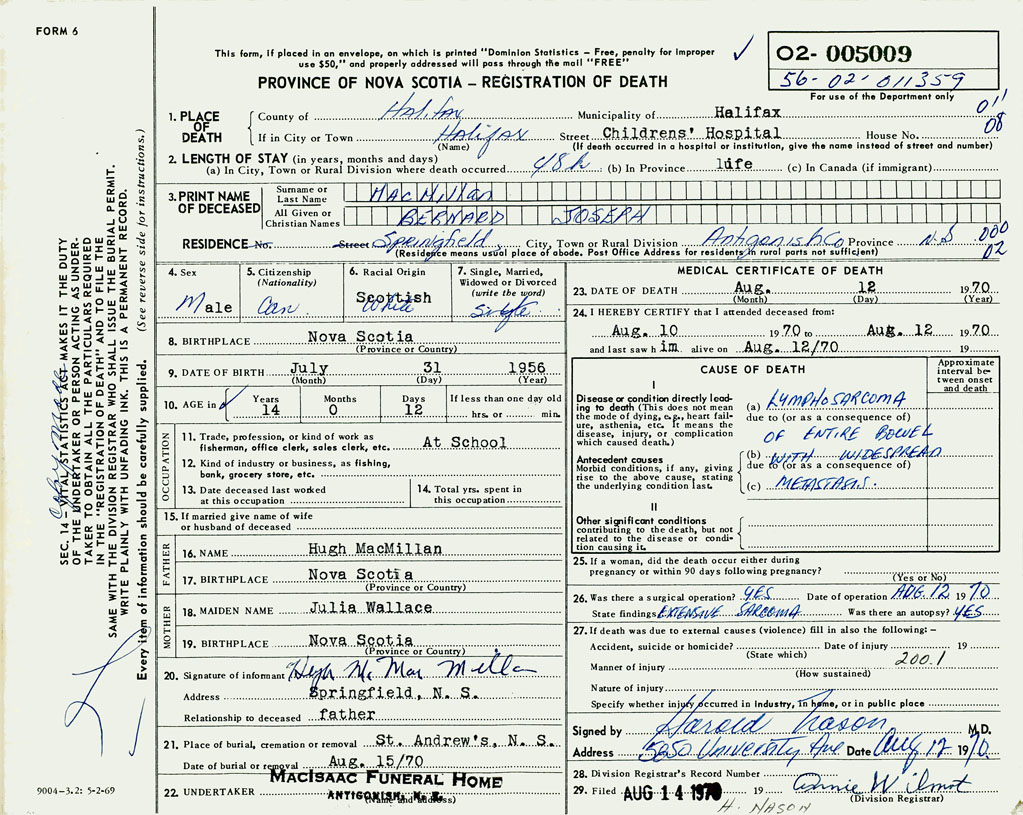 FORM 6
This form, if placed in an envelope, on which is printed "Dominion Statistics – Free, penalty for improper
use $50," and properly addressed will pass through the mail "FREE"
PROVINCE OF NOVA SCOTIA – REGISTRATION OF DEATH
02- 005009
56- 02- 011359
For use of the Department only
1. PLACE OF DEATH
County of Halifax Municipality of Halifax 011
If in City or Town Halifax Street Childrens' Hospital House No. 08
(Name) (If death occurred in a hospital or institution, give the name instead of street and number)
2. LENGTH OF STAY (in years, months and days)
(a) In City, Town or Rural Division where death occurred 48h (b) In Province life (c) In Canada (if immigrant)
3. PRINT NAME OF DECEASED
Surname or Last Name MacMillan
All Given or Christian Names BERNARD JOSEPH
RESIDENCE No. Street Springfield, City, Town or Rural Division Antigonish Co Province N.S 000
(Residence means usual place of abode. Post Office Address for residents in rural parts not sufficient) 02
4. Sex
Male
5. Citizenship
(Nationality)
Can
6. Racial Origin
Scottish
White
7. Single, Married,
Widowed or Divorced
(write the word)
Single
8. BIRTHPLACE Nova Scotia
(Province or Country)
9. DATE OF BIRTH July 31 1956
(Month) (Day) (Year)
10. AGE in
Years Months Days If less than one day old
14 0 12 hrs. or min.
OCCUPATION
11. Trade, profession, or kind of work as
fisherman, office clerk, sales clerk, etc. At School
12. Kind of industry or business, as fishing,
bank, grocery store, etc.
13. Date deceased last worked
at this occupation
14. Total yrs. spent in
this occupation
15. If married give name of wife
or husband of deceased
FATHER
16. NAME Hugh MacMillan
17. BIRTHPLACE Nova Scotia
(Province or Country)
MOTHER
18. MAIDEN NAME Julia Wallace
19. BIRTHPLACE Nova Scotia
(Province or Country)
20. Signature of informant Hugh Mac Millan
Address Springfield, N. S.
Relationship to deceased father
21. Place of burial, cremation or removal St. Andrew's, N. S.
Date of burial or removal Aug. 15/70
22. UNDERTAKER MACISAAC FUNERAL HOME
ANTIGONISH, N. S.
(Name and address)
MEDICAL CERTIFICATE OF DEATH
23. DATE OF DEATH Aug. 12 1970
(Month) (Day) (Year)
24. I HEREBY CERTIFY that I attended deceased from:
Aug. 10 1970 to Aug. 12 1970
and last saw him alive on Aug. 12/70 19
CAUSE OF DEATH
Approximate
interval be-
tween onset
and death
I
Disease or condition directly lead-
ing to death (This does not mean
the mode of dying, e.g., heart fail-
ure, asthenia, etc. It means the
disease, injury, or complication
which caused death.)
(a) LYMPHOSARCOMA
due to (or as a consequence of)
OF ENTIRE BOWEL
Antecedent causes
Morbid conditions, if any, giving
rise to the above cause, stating
the underlying condition last.
(b) WITH WIDESPREAD
due to (or as a consequence of)
(c) METASTASIS.
II
Other significant conditions
contributing to the death, but not
related to the disease or condi-
tion causing it.
25. If a woman, did the death occur either during
pregnancy or within 90 days following pregnancy?
(Yes or No)
26. Was there a surgical operation? YES Date of operation AUG. 12 1970
State findings EXTENSIVE SARCOMA Was there an autopsy? YES
27. If death was due to external causes (violence) fill in also the following: –
Accident, suicide or homicide? Date of injury 19
(State which)
200.1
Manner of injury
(How sustained)
Nature of injury
Specify whether injury occurred in industry, in home, or in public place
Signed by Harold Nason M.D.
Address 5850 University Ave Date Aug 12 1970.
28. Division Registrar's Record Number
29. Filed AUG 14 1970 19 Annie Wilmot
(Division Registrar)
H. NASON
9004–3.2: 5-2-69
SEC. 14 – VITAL STATISTICS ACT MAKES IT THE DUTY
OF THE UNDERTAKER OR PERSON ACTING AS UNDER-
TAKER TO OBTAIN ALL THE PARTICULARS REQUIRED
IN THE "REGISTRATION OF DEATH" AND TO FILE THE
SAME WITH THE DIVISION REGISTRAR WHO SHALL ISSUE THE BURIAL PERMIT.
WRITE PLAINLY WITH UNFADING INK. THIS IS A PERMANENT RECORD.
Every item of information should be carefully supplied. (See reverse side for instructions.)